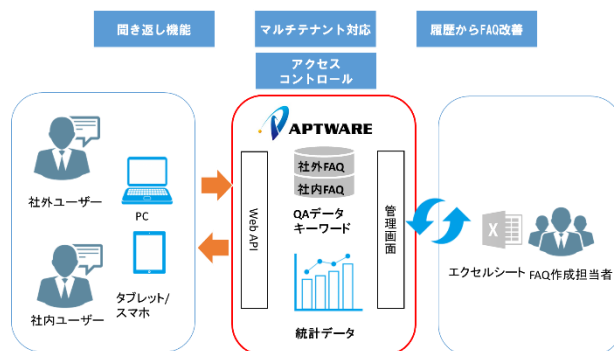 聞き返し機能
マルチテナント対応
履歴からFAQ改善
アクセス
コントロール
APTWARE
社外ユーザー
PC
社内ユーザー
タブレット/
スマホ
Web API
社外FAQ
社内FAQ
QAデータ
キーワード
統計データ
管理画面
X
エクセルシート
FAQ作成担当者